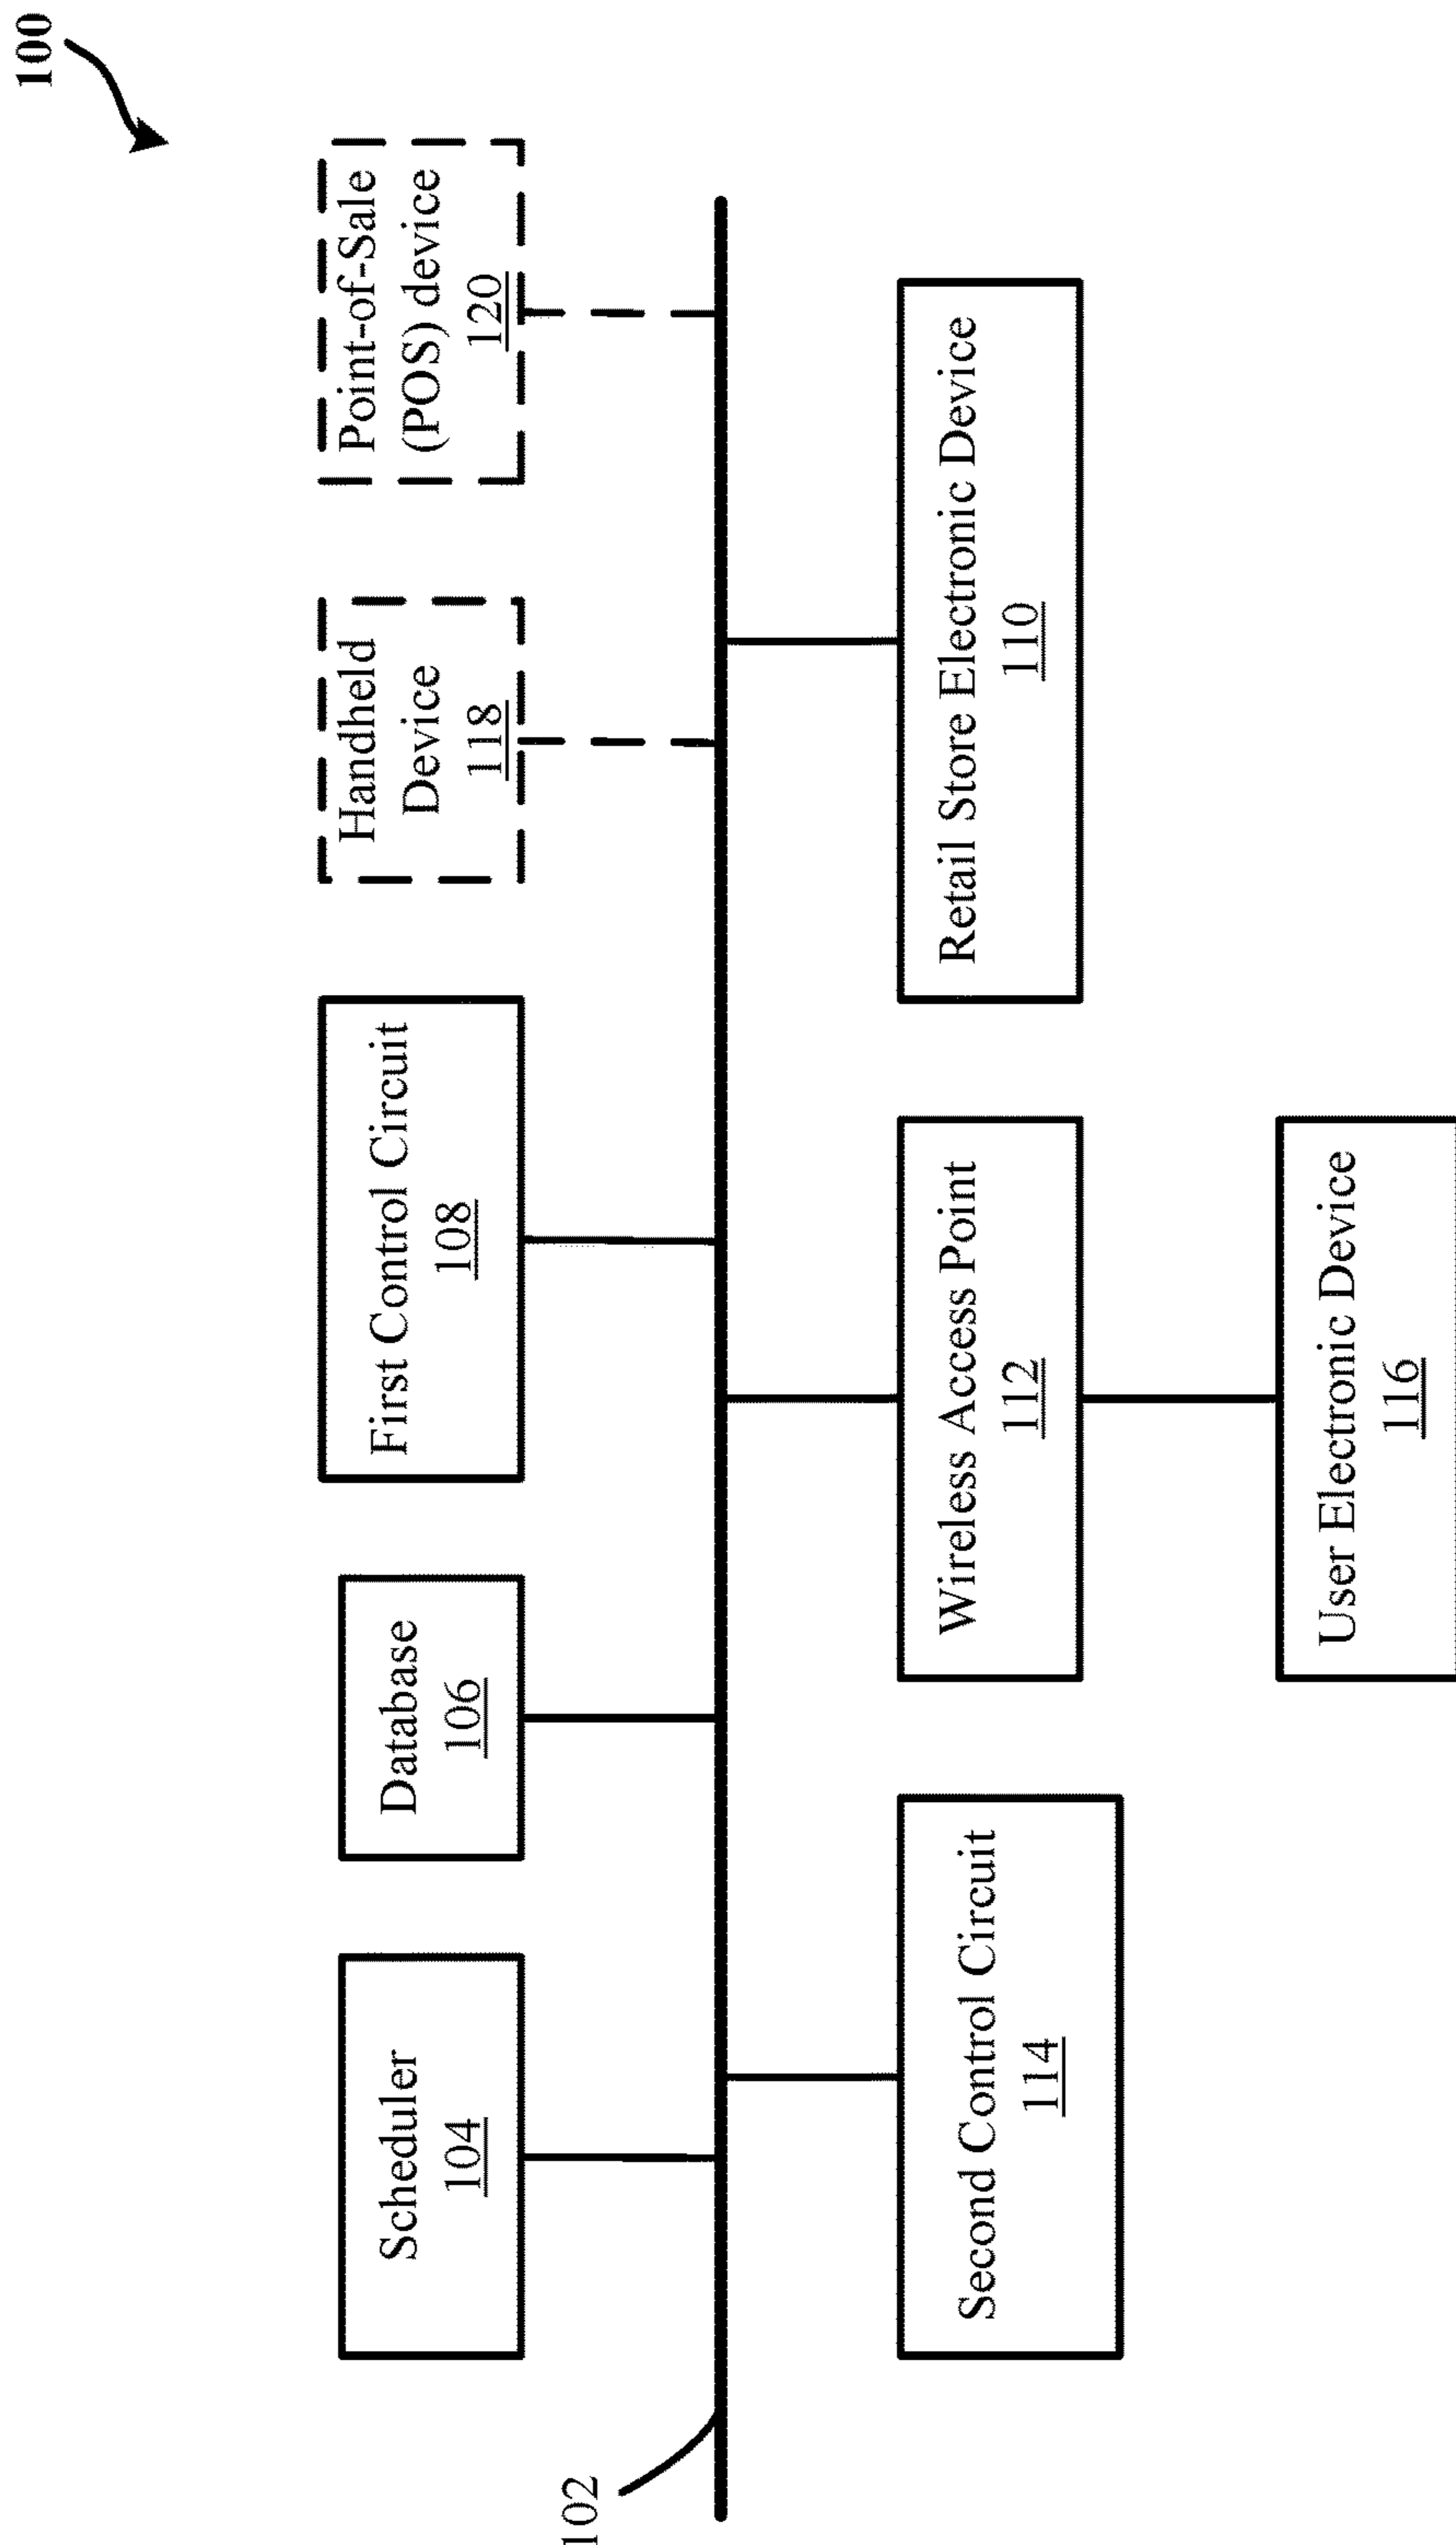 100
Scheduler
104
Database
106
First Control Circuit
108
Handheld
Device
118
Point-of-Sale
(POS) device
120
102
Second Control Circuit
114
Wireless Access Point
112
Retail Store Electronic Device
110
User Electronic Device
116